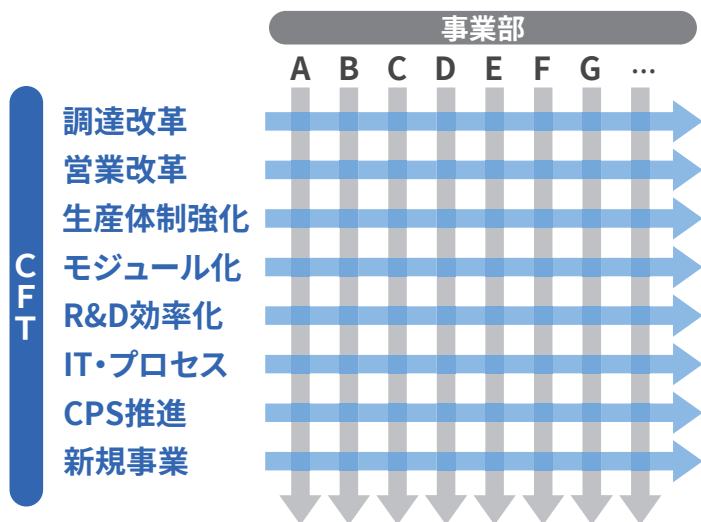 事業部
A B C D E F G …
CFT
調達改革
営業改革
生産体制強化
モジュール化
R&D効率化
IT・プロセス
CPS推進
新規事業